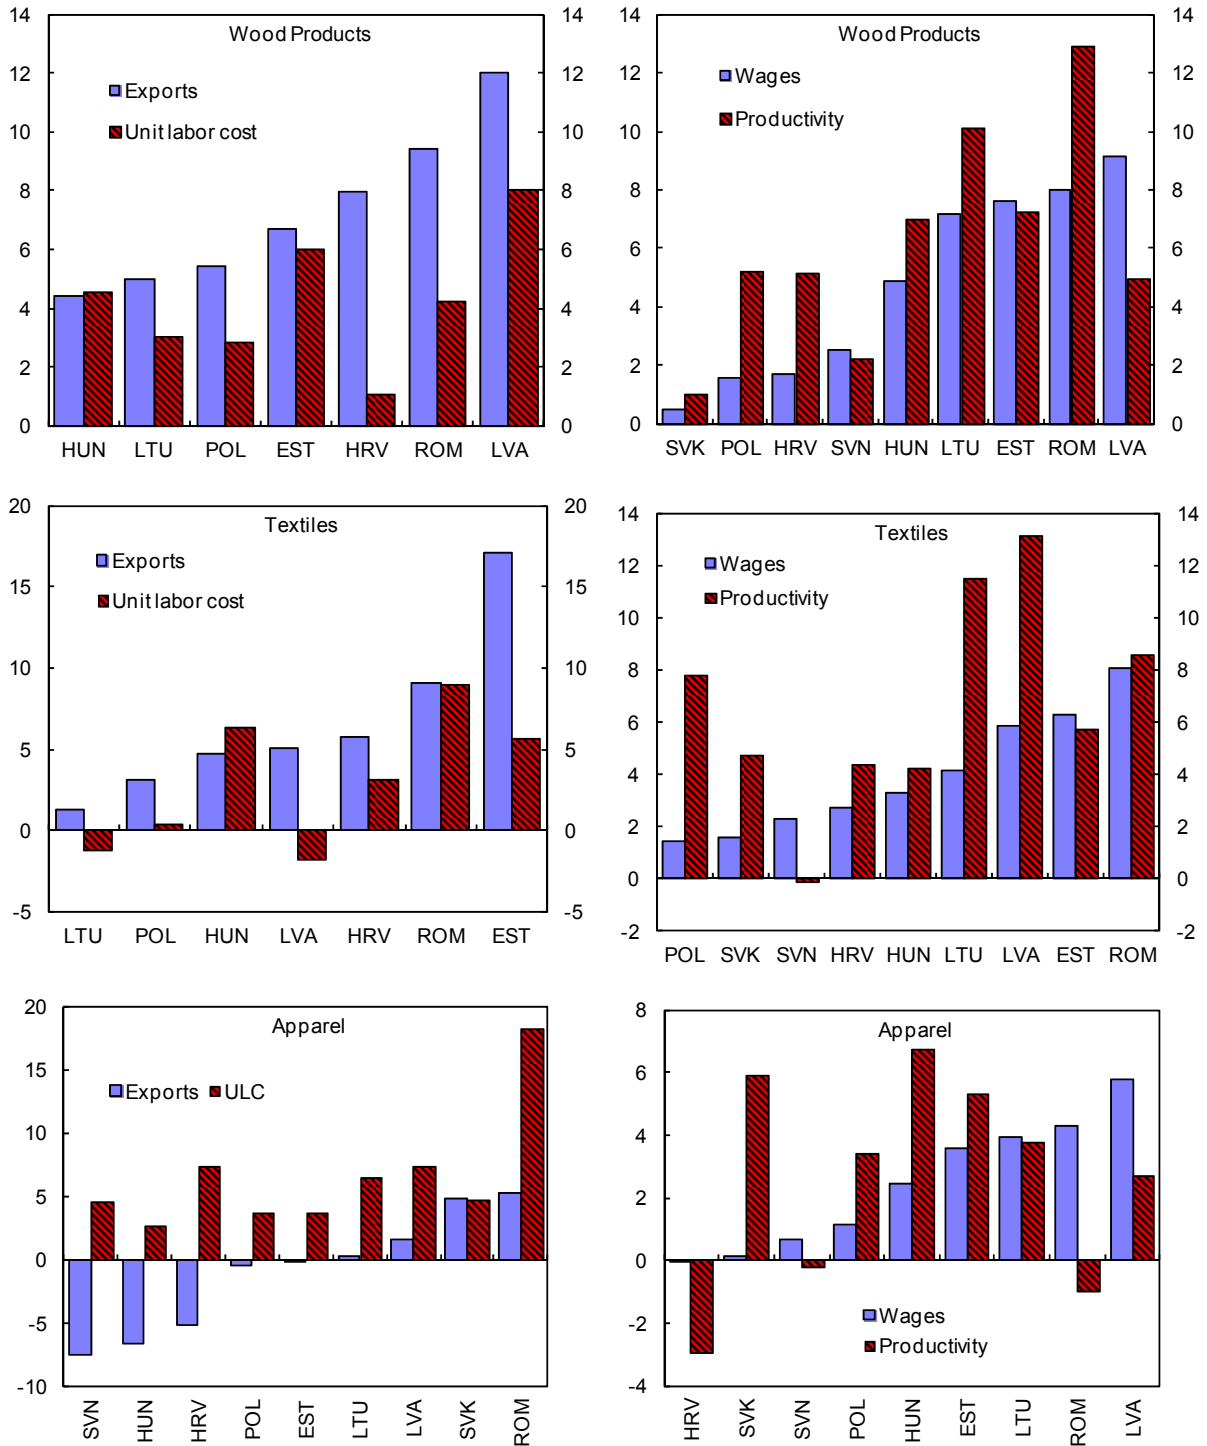 Wood Products
Exports
Unit labor cost
14 14
12 12
10 10
8 8
6 6
4 4
2 2
0 0
HUN LTU POL EST HRV ROM LVA
Wood Products
Wages
Productivity
14 14
12 12
10 10
8 8
6 6
4 4
2 2
0 0
SVK POL HRV SVN HUN LTU EST ROM LVA
Textiles
Exports
Unit labor cost
20 20
15 15
10 10
5 5
0 0
-5 -5
LTU POL HUN LVA HRV ROM EST
Textiles
Wages
Productivity
14 14
12 12
10 10
8 8
6 6
4 4
2 2
0 0
-2 -2
POL SVK SVN HRV HUN LTU LVA EST ROM
Apparel
Exports ULC
20
15
10
5
0
-5
-10
SVN HUN HRV POL EST LTU LVA SVK ROM
Apparel
8
6
4
2
0
-2
-4
Wages
Productivity
HRV SVK SVN POL HUN EST LTU ROM LVA